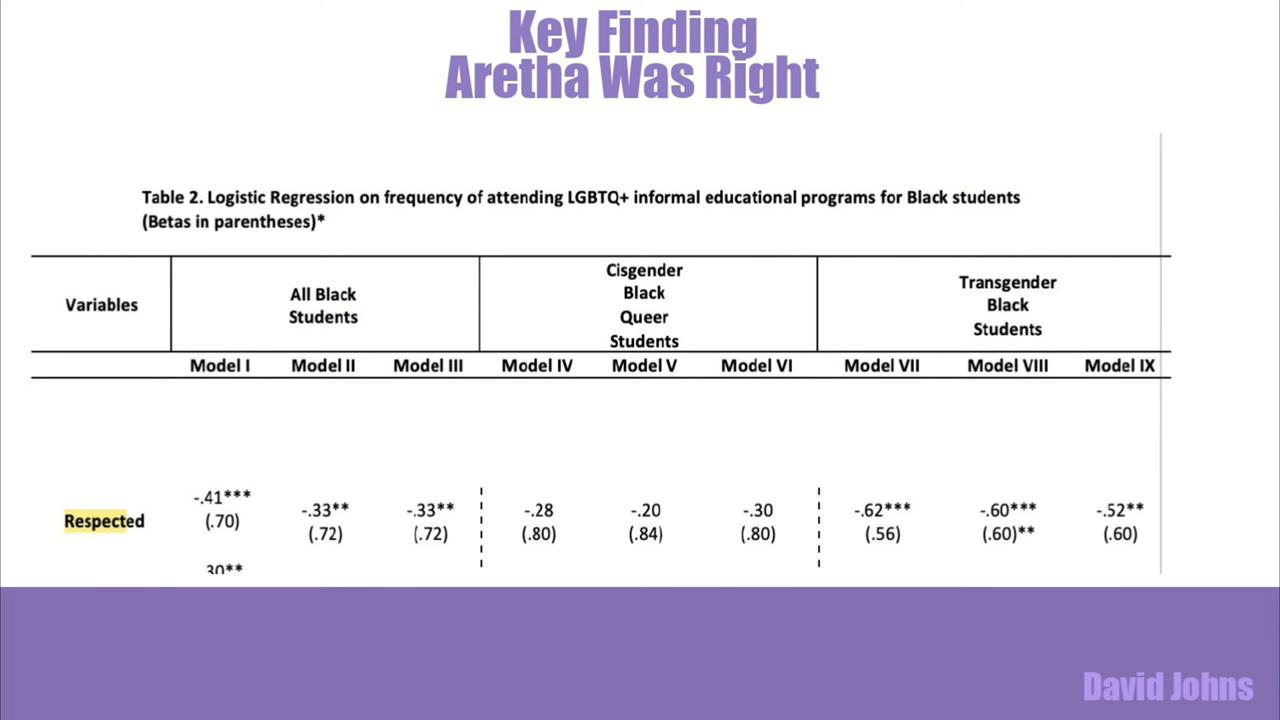 Key Finding
Aretha Was Right
Table 2. Logistic Regression on frequency of attending LGBTQ+ informal educational programs for Black students
(Betas in parentheses)*
Variables
All Black
Students
Cisgender
Black
Queer
Students
Transgender
Black
Students
Model I Model II Model III Model IV Model V Model VI Model VII Model VIII Model IX
Respected
-.41*** -.33** -.33** -.28 -.20 -.30 -.62*** -.60*** -.52**
(.70) (.72) (.72) (.80) (.84) (.80) (.56) (.60)** (.60)
David Johns